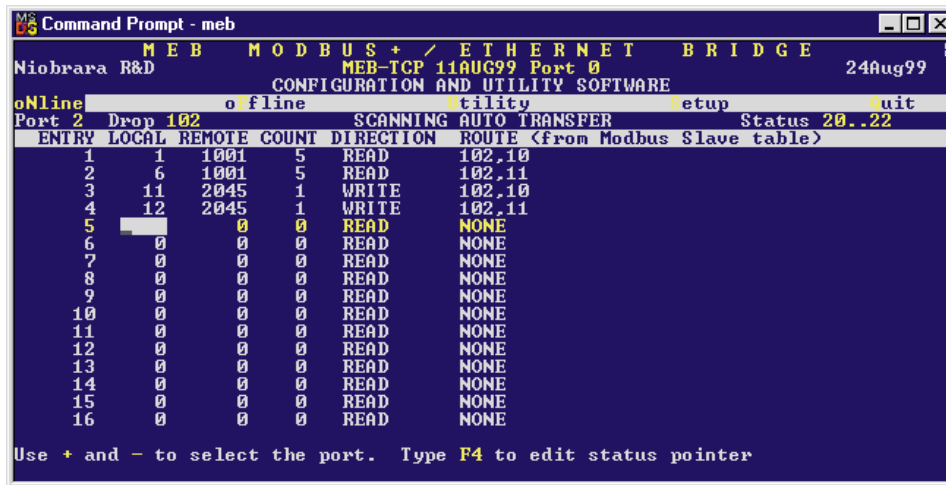 Command Prompt - meb
M E B M O D B U S + / E T H E R N E T B R I D G E
Niobrara R&D MEB-TCP 11AUG99 Port 0 24Aug99
CONFIGURATION AND UTILITY SOFTWARE
oNline oFfline Utility Setup Quit
Port 2 Drop 102 SCANNING AUTO TRANSFER Status 20..22
ENTRY LOCAL REMOTE COUNT DIRECTION ROUTE (from Modbus Slave table)
1 1 1001 5 READ 102,10
2 6 1001 5 READ 102,11
3 11 2045 1 WRITE 102,10
4 12 2045 1 WRITE 102,11
5 0 0 READ NONE
6 0 0 0 READ NONE
7 0 0 0 READ NONE
8 0 0 0 READ NONE
9 0 0 0 READ NONE
10 0 0 0 READ NONE
11 0 0 0 READ NONE
12 0 0 0 READ NONE
13 0 0 0 READ NONE
14 0 0 0 READ NONE
15 0 0 0 READ NONE
16 0 0 0 READ NONE
Use + and - to select the port. Type F4 to edit status pointer